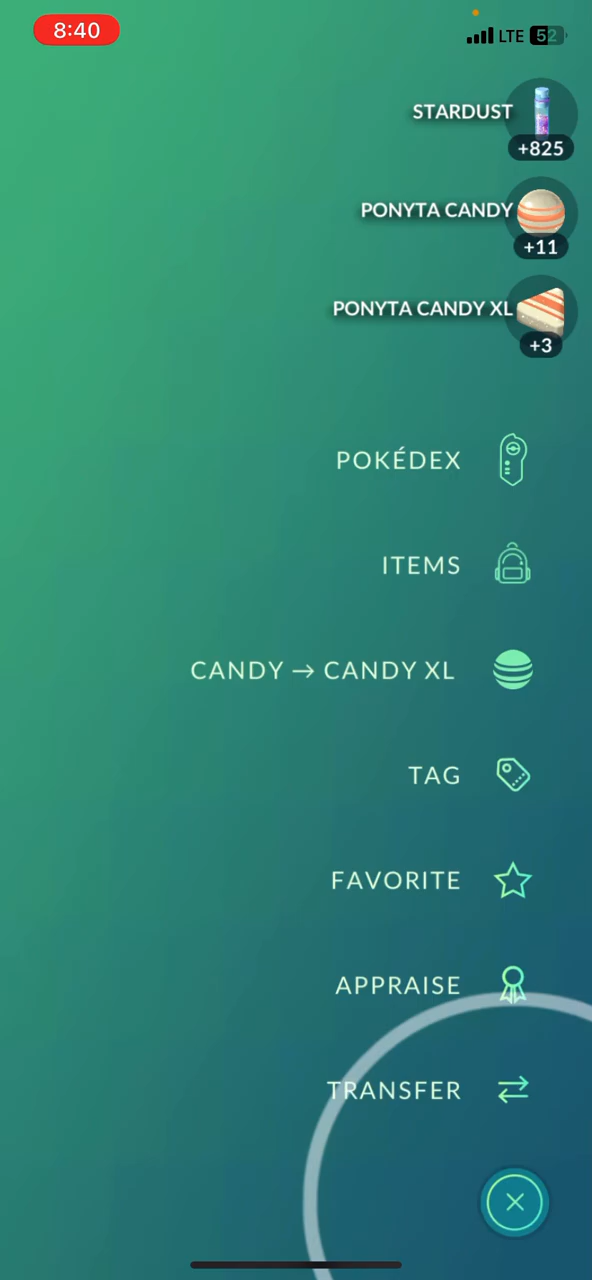 8:40
LTE 52
STARDUST
+825
PONYTA CANDY
+11
PONYTA CANDY XL
+3
POKÉDEX
ITEMS
CANDY → CANDY XL
TAG
FAVORITE
APPRAISE
TRANSFER